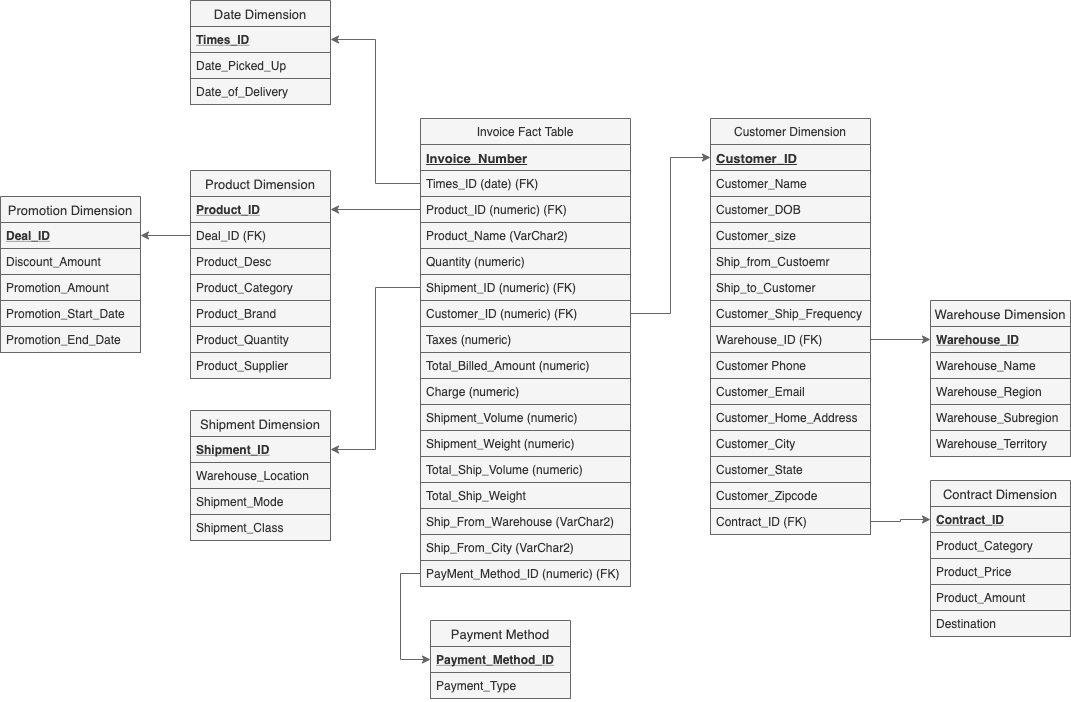 Date Dimension
Times_ID
Date_Picked_Up
Date_of_Delivery
Invoice Fact Table
Invoice_Number
Times_ID (date) (FK)
Product_ID (numeric) (FK)
Product_Name (VarChar2)
Quantity (numeric)
Shipment_ID (numeric) (FK)
Customer_ID (numeric) (FK)
Taxes (numeric)
Total_Billed_Amount (numeric)
Charge (numeric)
Shipment_Volume (numeric)
Shipment_Weight (numeric)
Total_Ship_Volume (numeric)
Total_Ship_Weight
Ship_From_Warehouse (VarChar2)
Ship_From_City (VarChar2)
PayMent_Method_ID (numeric) (FK)
Customer Dimension
Customer_ID
Customer_Name
Customer_DOB
Customer_size
Ship_from_Custoemr
Ship_to_Customer
Customer_Ship_Frequency
Warehouse_ID (FK)
Customer Phone
Customer_Email
Customer_Home_Address
Customer_City
Customer_State
Customer_Zipcode
Contract_ID (FK)
Product Dimension
Product_ID
Deal_ID (FK)
Product_Desc
Product_Category
Product_Brand
Product_Quantity
Product_Supplier
Promotion Dimension
Deal_ID
Discount_Amount
Promotion_Amount
Promotion_Start_Date
Promotion_End_Date
Warehouse Dimension
Warehouse_ID
Warehouse_Name
Warehouse_Region
Warehouse_Subregion
Warehouse_Territory
Shipment Dimension
Shipment_ID
Warehouse_Location
Shipment_Mode
Shipment_Class
Contract Dimension
Contract_ID
Product_Category
Product_Price
Product_Amount
Destination
Payment Method
Payment_Method_ID
Payment_Type